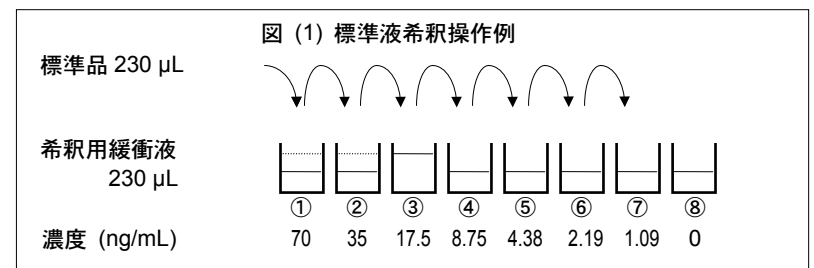 図 (1) 標準液希釈操作例
標準品 230 μL
希釈用緩衝液
230 μL
① ② ③ ④ ⑤ ⑥ ⑦ ⑧
濃度 (ng/mL) 70 35 17.5 8.75 4.38 2.19 1.09 0